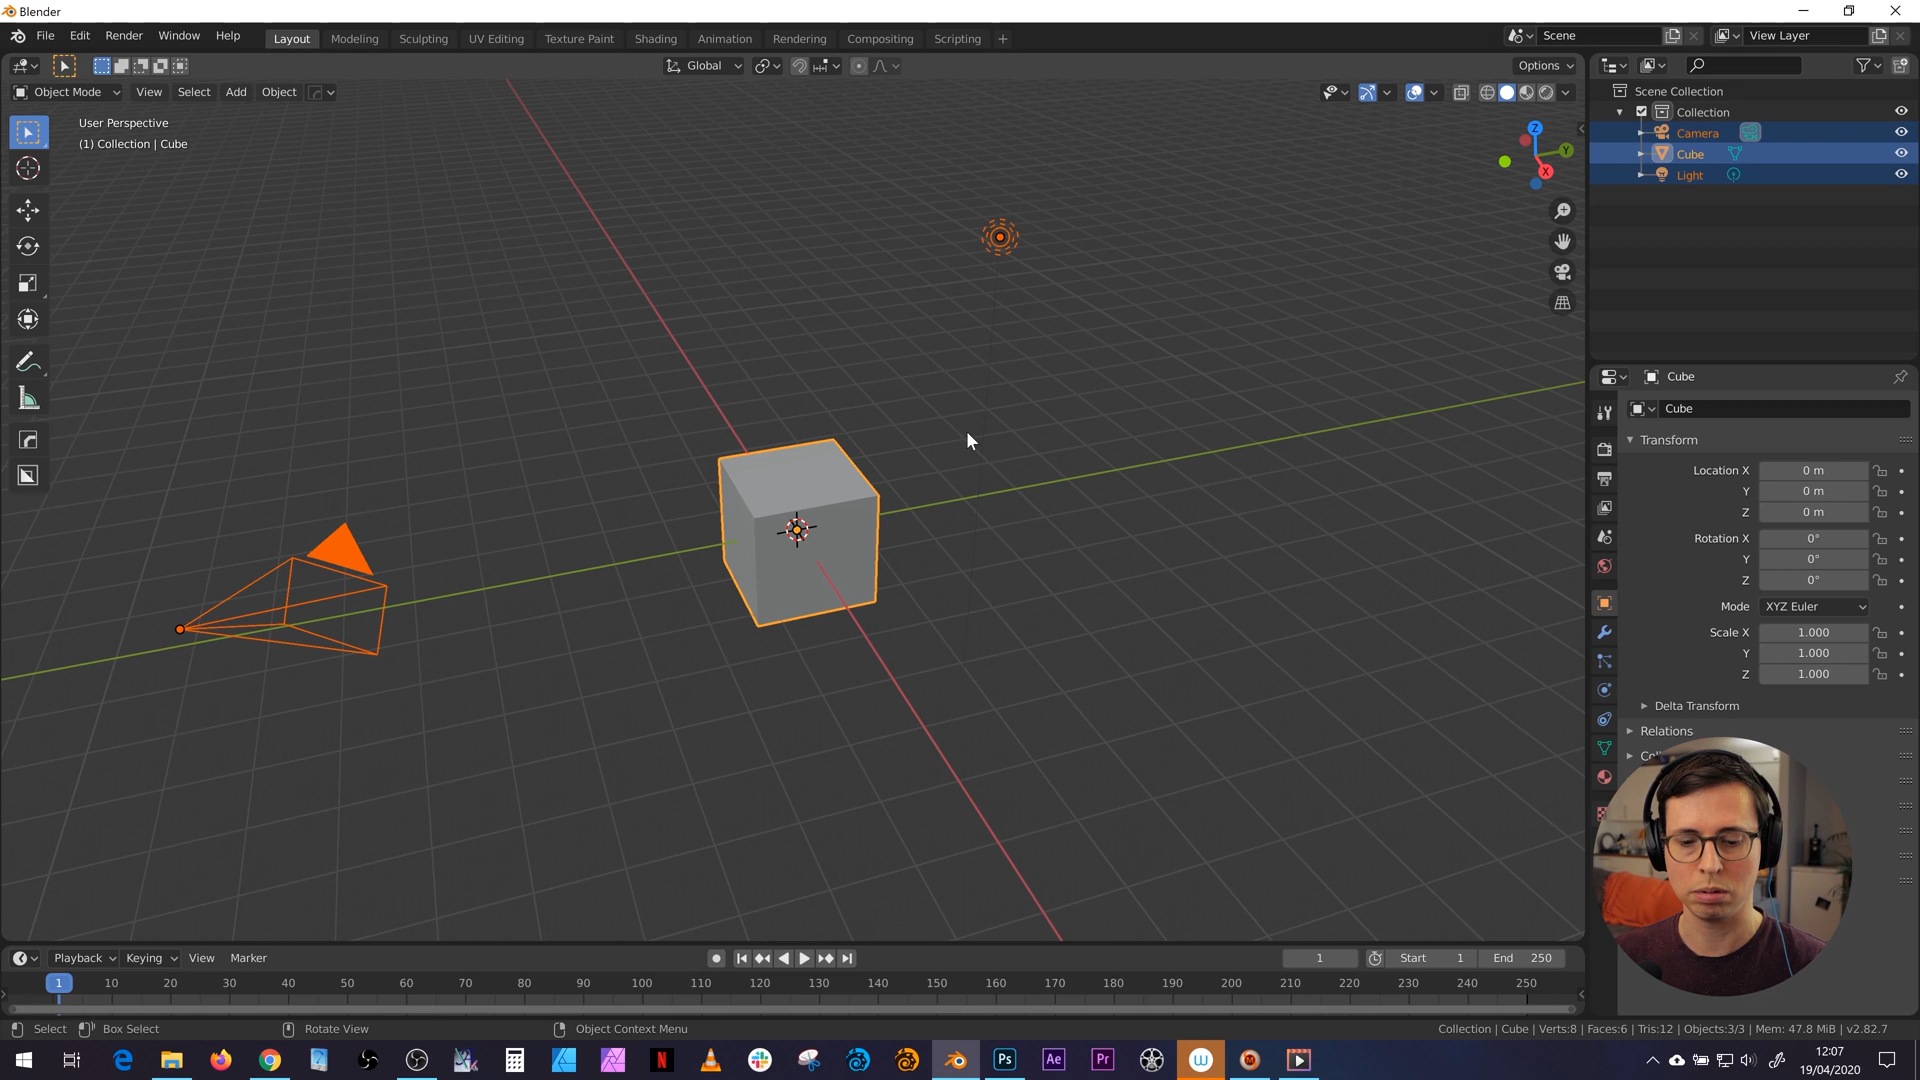 Blender
File Edit Render Window Help Layout Modeling Sculpting UV Editing Texture Paint Shading Animation Rendering Compositing Scripting + Scene View Layer
Global Options
Object Mode View Select Add Object
User Perspective
(1) Collection | Cube
Z
Y
X
Scene Collection
Collection
Camera
Cube
Light
Cube
Cube
Transform
Location X 0 m
Y 0 m
Z 0 m
Rotation X 0°
Y 0°
Z 0°
Mode XYZ Euler
Scale X 1.000
Y 1.000
Z 1.000
Delta Transform
Relations
Playback Keying View Marker 1 Start 1 End 250
1 10 20 30 40 50 60 70 80 90 100 110 120 130 140 150 160 170 180 190 200 210 220 230 240 250
Select Box Select Rotate View Object Context Menu Collection | Cube | Verts:8 | Faces:6 | Tris:12 | Objects:3/3 | Mem: 47.8 MiB | v2.82.7
N Ps Ae Pr W
12:07
19/04/2020